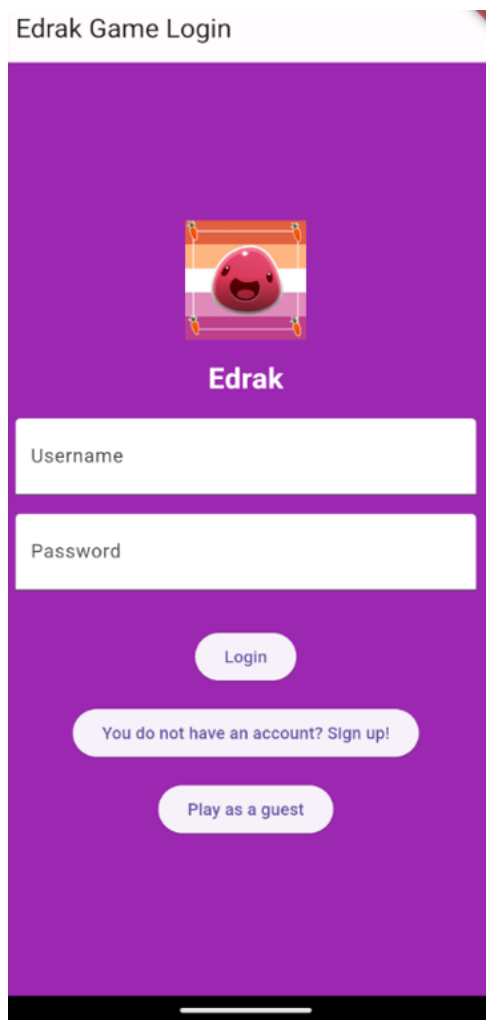 Edrak Game Login
Edrak
Username
Password
Login
You do not have an account? SIgn up!
Play as a guest